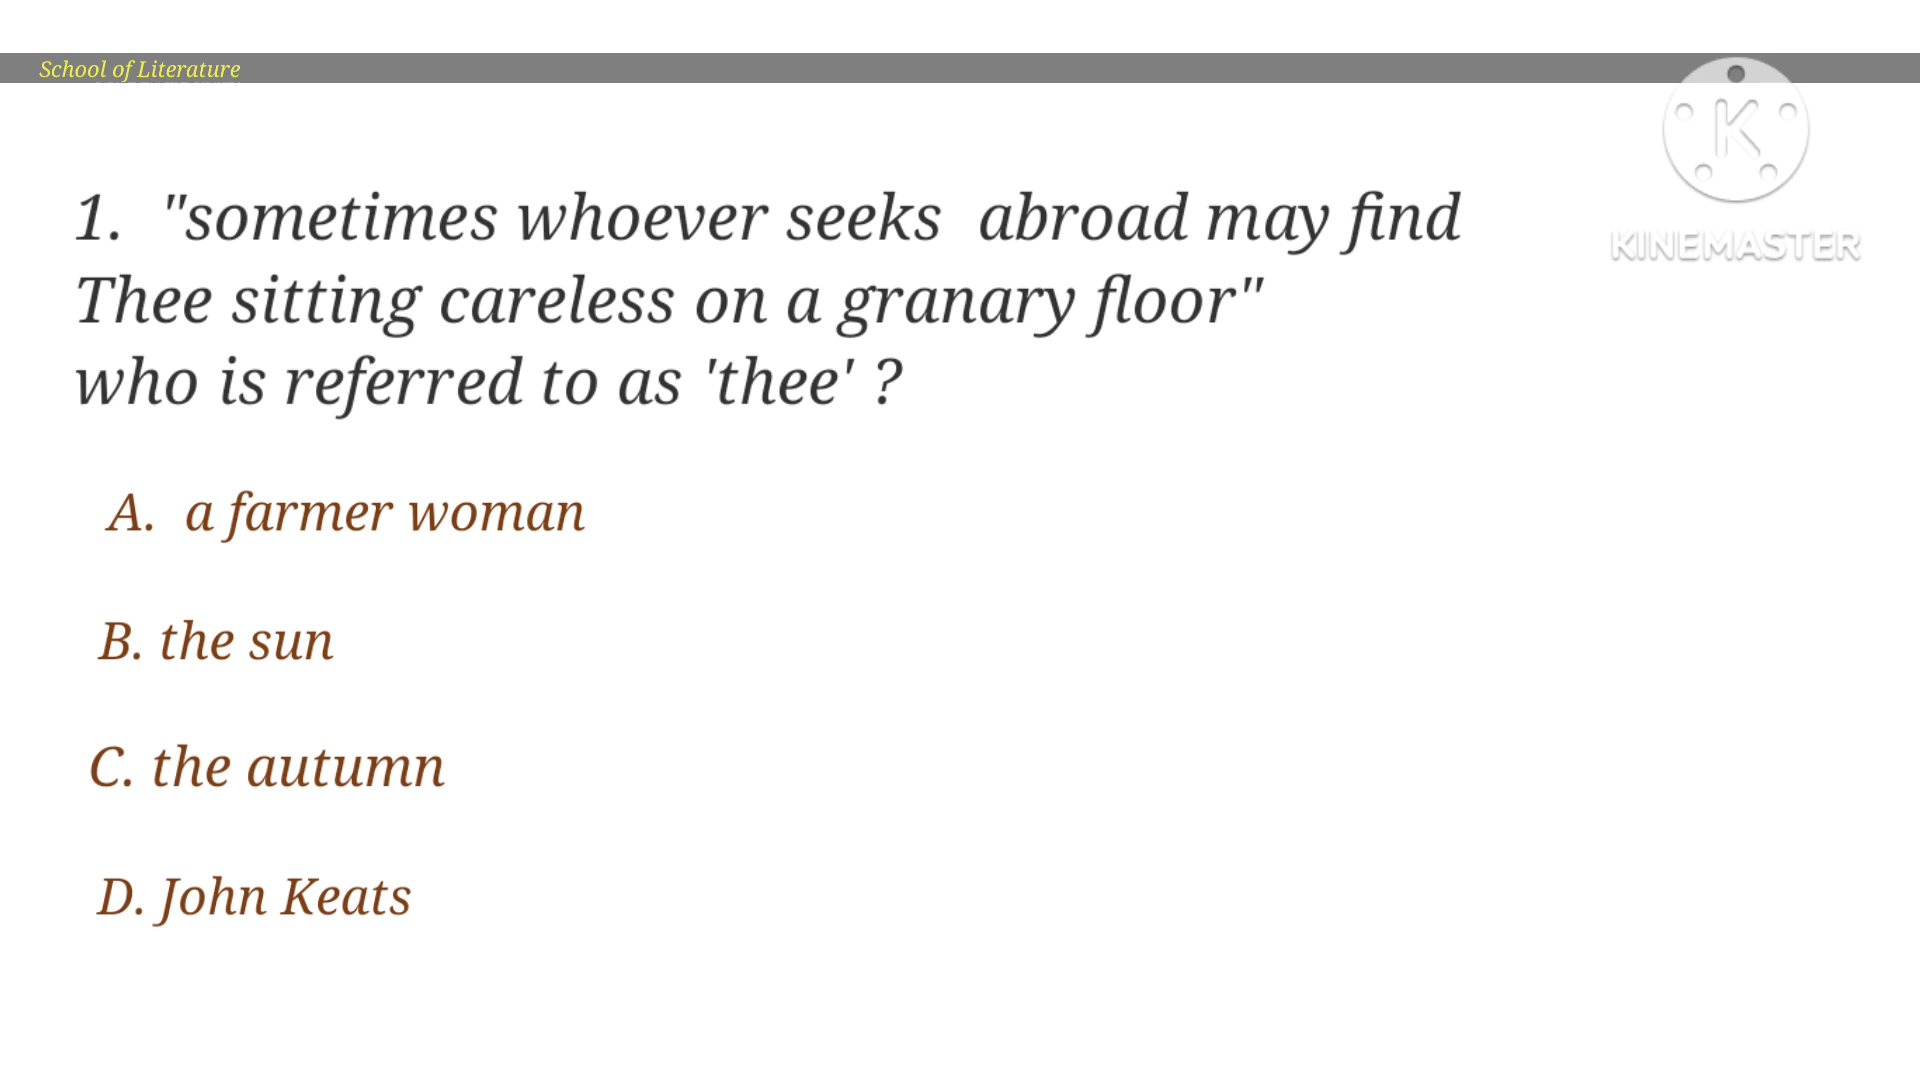 School of Literature
KINEMASTER
1. "sometimes whoever seeks abroad may find
Thee sitting careless on a granary floor"
who is referred to as 'thee' ?
A. a farmer woman
B. the sun
C. the autumn
D. John Keats